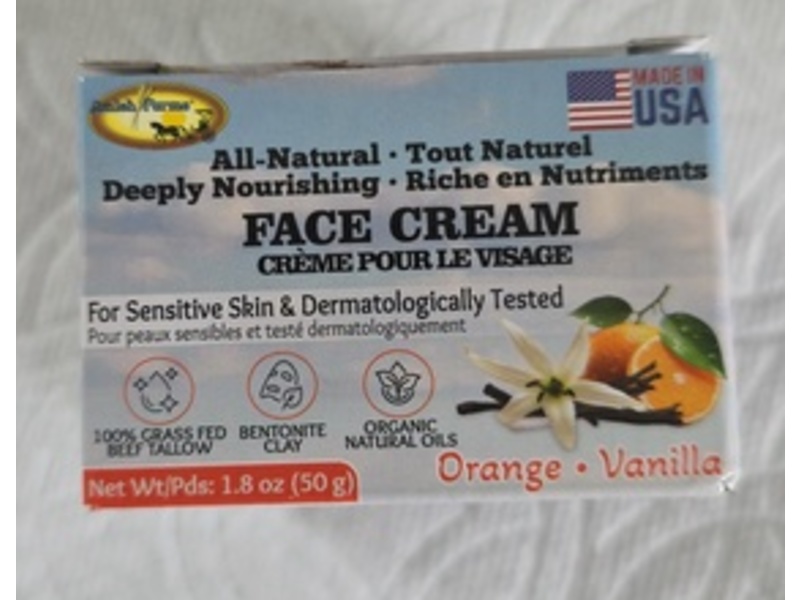 Amish Farms
MADE IN
USA
All-Natural · Tout Naturel
Deeply Nourishing · Riche en Nutriments
FACE CREAM
CRÈME POUR LE VISAGE
For Sensitive Skin & Dermatologically Tested
Pour peaux sensibles et testé dermatologiquement
100% GRASS FED
BEEF TALLOW
BENTONITE
CLAY
ORGANIC
NATURAL OILS
Orange · Vanilla
Net Wt/Pds: 1.8 oz (50 g)